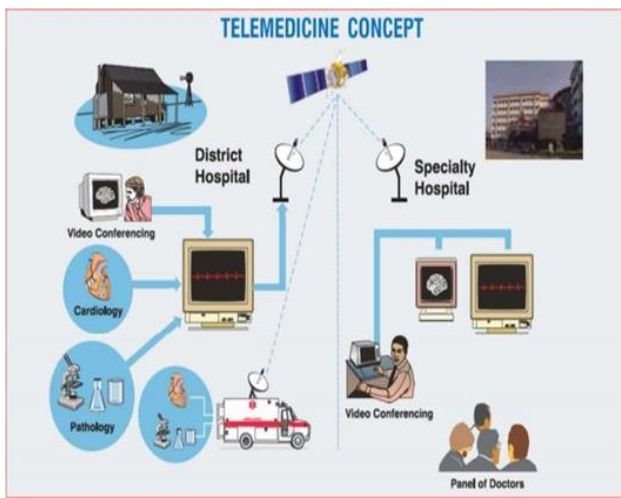 TELEMEDICINE CONCEPT
District
Hospital
Specialty
Hospital
Video Conferencing
Cardiology
Pathology
Video Conferencing
Panel of Doctors